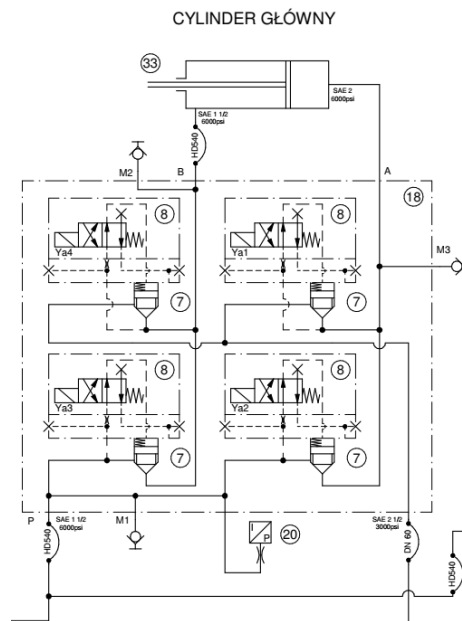 CYLINDER GŁÓWNY
33
SAE 2
6000psi
SAE 1 1/2
6000psi
HD540
M2
B
A
18
8
8
M3
Ya4
Ya1
7
7
8
8
Ya3
Ya2
7
7
P
SAE 1 1/2
6000psi
M1
SAE 2 1/2
3000psi
HD540
I
P
20
DN 60
HD540